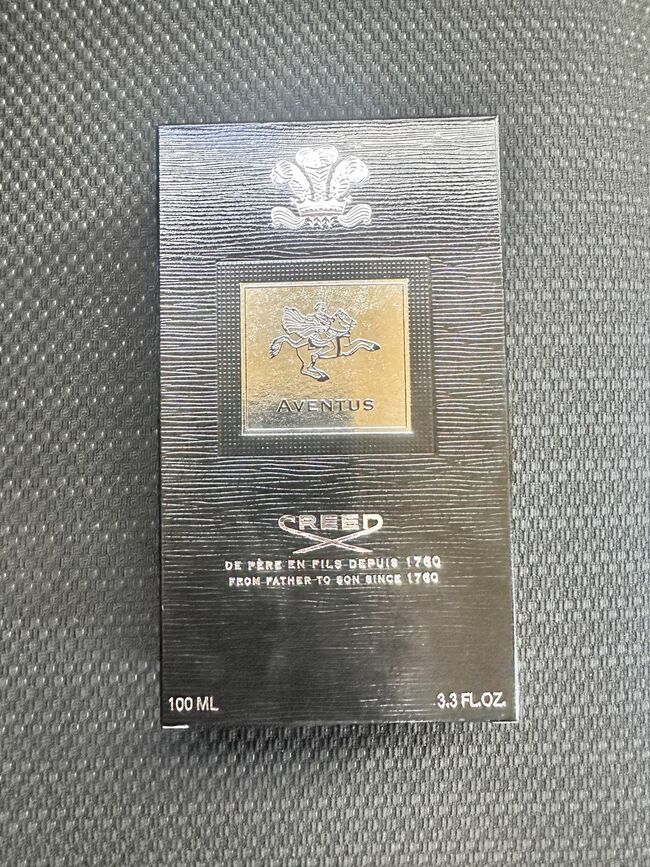 AVENTUS
CREED
DE PÈRE EN FILS DEPUIS 1760
FROM FATHER TO SON SINCE 1760
100 ML
3.3 FL.OZ.